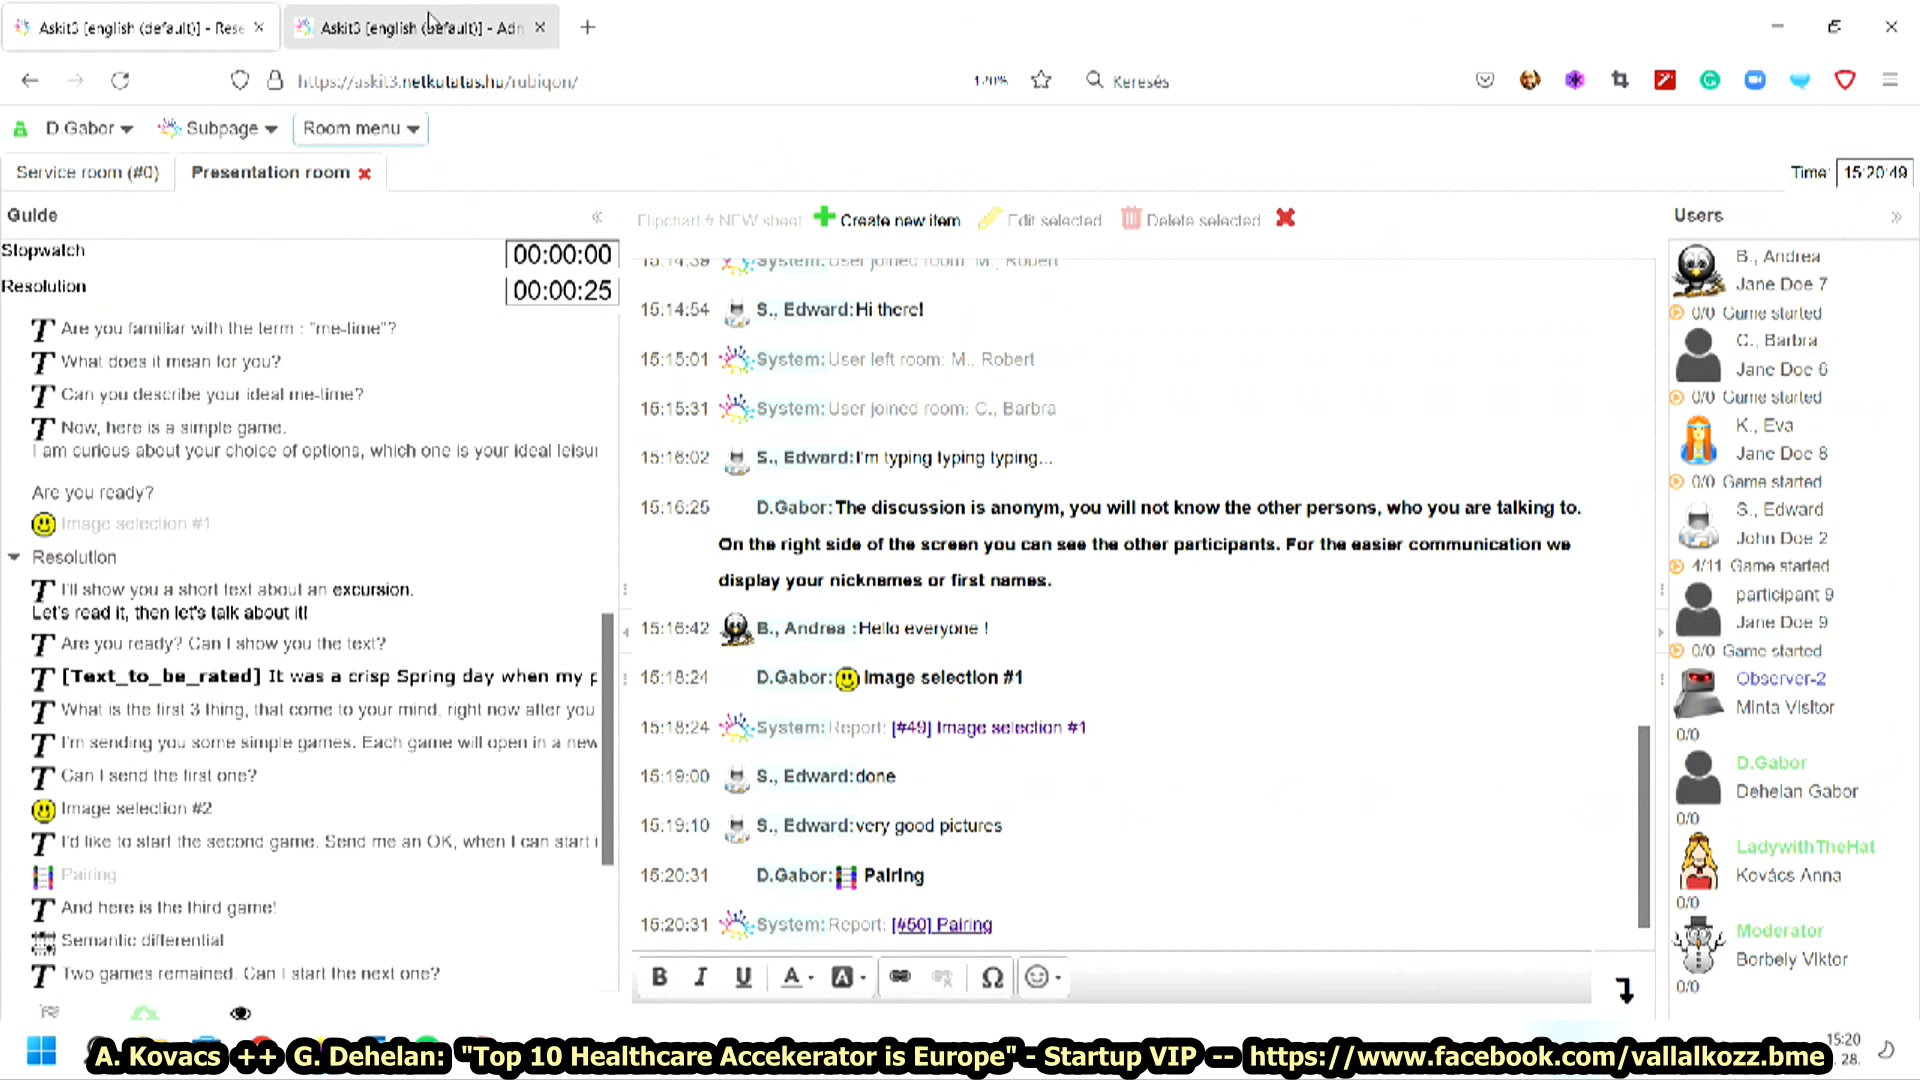 Askit3 [english (default)] - Rese
Askit3 [english (default)] - Adn
https://askit3.netkutatas.hu/rubigon/
120%
Keresés
D.Gabor
Subpage
Room menu
Service room (#0)
Presentation room
Time: 15:20:49
Guide
Flipchart # NEW sheet
Create new item
Edit selected
Delete selected
Users
Stopwatch
00:00:00
Resolution
00:00:25
Are you familiar with the term : "me-time"?
What does it mean for you?
Can you describe your ideal me-time?
Now, here is a simple game.
I am curious about your choice of options, which one is your ideal leisur
Are you ready?
Image selection #1
Resolution
I'll show you a short text about an excursion.
Let's read it, then let's talk about it!
Are you ready? Can I show you the text?
[Text_to_be_rated] It was a crisp Spring day when my p
What is the first 3 thing, that come to your mind, right now after you
I'm sending you some simple games. Each game will open in a new
Can I send the first one?
Image selection #2
I'd like to start the second game. Send me an OK, when I can start i
Pairing
And here is the third game!
Semantic differential
Two games remained. Can I start the next one?
15:14:39 System: User joined room: M., Robert
15:14:54 S., Edward: Hi there!
15:15:01 System: User left room: M., Robert
15:15:31 System: User joined room: C., Barbra
15:16:02 S., Edward: I'm typing typing typing...
15:16:25 D.Gabor: The discussion is anonym, you will not know the other persons, who you are talking to.
On the right side of the screen you can see the other participants. For the easier communication we
display your nicknames or first names.
15:16:42 B., Andrea : Hello everyone !
15:18:24 D.Gabor: Image selection #1
15:18:24 System: Report: [#49] Image selection #1
15:19:00 S., Edward: done
15:19:10 S., Edward: very good pictures
15:20:31 D.Gabor: Pairing
15:20:31 System: Report: [#50] Pairing
B I U A A Ω
B., Andrea
Jane Doe 7
0/0 Game started
C., Barbra
Jane Doe 6
0/0 Game started
K., Eva
Jane Doe 8
0/0 Game started
S., Edward
John Doe 2
4/11 Game started
participant 9
Jane Doe 9
0/0 Game started
Observer-2
Minta Visitor
0/0
D.Gabor
Dehelan Gabor
0/0
LadywithTheHat
Kovács Anna
0/0
Moderator
Borbely Viktor
0/0
15:20
28.
A. Kovacs ++ G. Dehelan: "Top 10 Healthcare Accekerator is Europe" - Startup VIP -- https://www.facebook.com/vallalkozz.bme